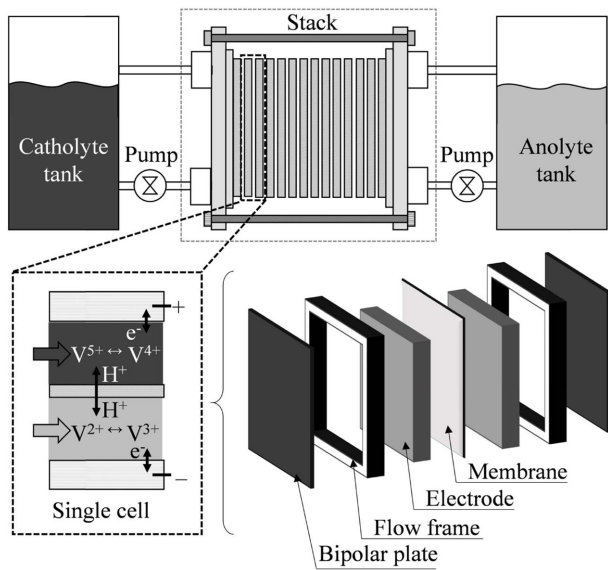 Stack
Catholyte
tank
Pump
Pump
Anolyte
tank
+
e-
V5+ ↔ V4+
H+
H+
V2+ ↔ V3+
e-
−
Single cell
Membrane
Electrode
Flow frame
Bipolar plate